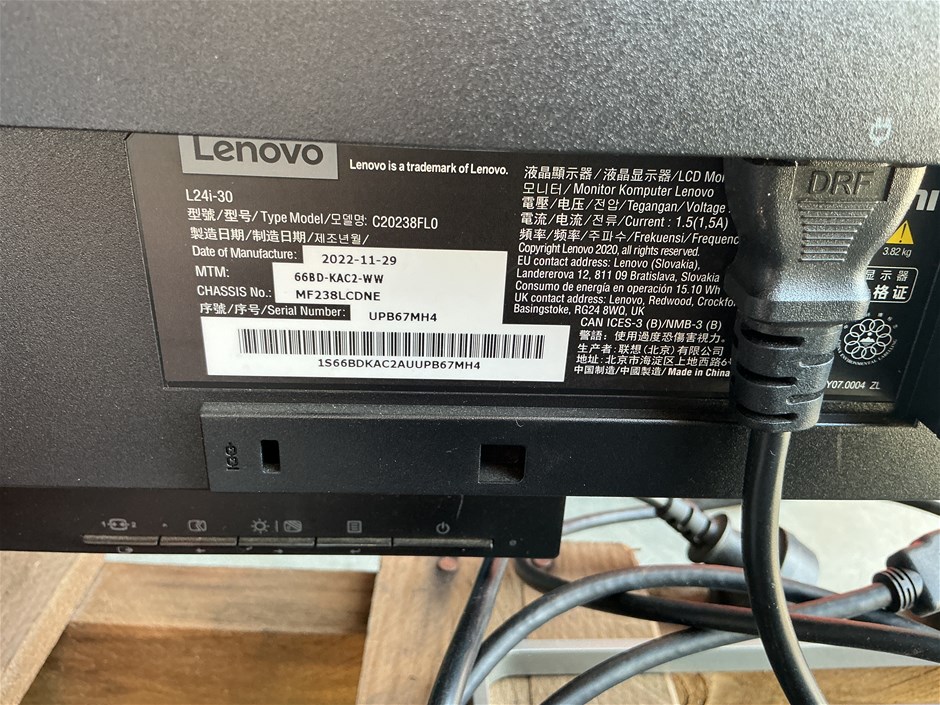 Lenovo
Lenovo is a trademark of Lenovo.
L24i-30
型號/型号/Type Model/모델명: C20238FL0
製造日期/制造日期/제조년월/
Date of Manufacture: 2022-11-29
MTM: 66BD-KAC2-WW
CHASSIS No.: MF238LCDNE
序號/序号/Serial Number: UPB67MH4
1S66BDKAC2AUUPB67MH4
液晶顯示器/液晶显示器/LCD
모니터/Monitor Komputer Lenovo
電壓/电压/전압/Tegangan/Voltage
電流/电流/전류/Current : 1.5(1,5A)
頻率/频率/주파수/Frekuensi/
Copyright Lenovo 2020, all rights reserved.
EU contact address: Lenovo (Slovakia),
Landererova 12, 811 09 Bratislava, Slovakia
Consumo de energía en operación 15.10 Wh
UK contact address: Lenovo, Redwood,
Basingstoke, RG24 8WQ, UK
CAN ICES-3 (B)/NMB-3 (B)
警語: 使用過度恐傷害視力。
生产者: 联想(北京)有限公司
地址: 北京市海淀区上地西路6
中国制造/中國製造/Made in China
DRF
3.82 kg
显示器
格证
Y07.0004 ZL
1 2